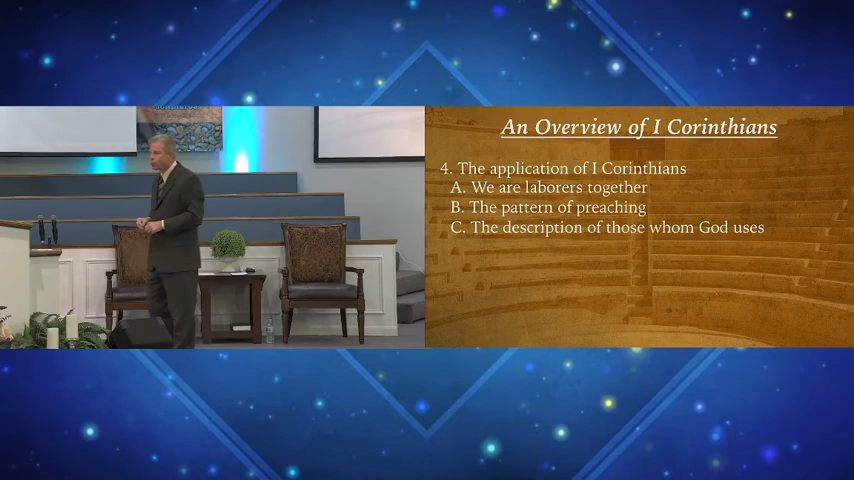 An Overview of I Corinthians
4. The application of I Corinthians
A. We are laborers together
B. The pattern of preaching
C. The description of those whom God uses